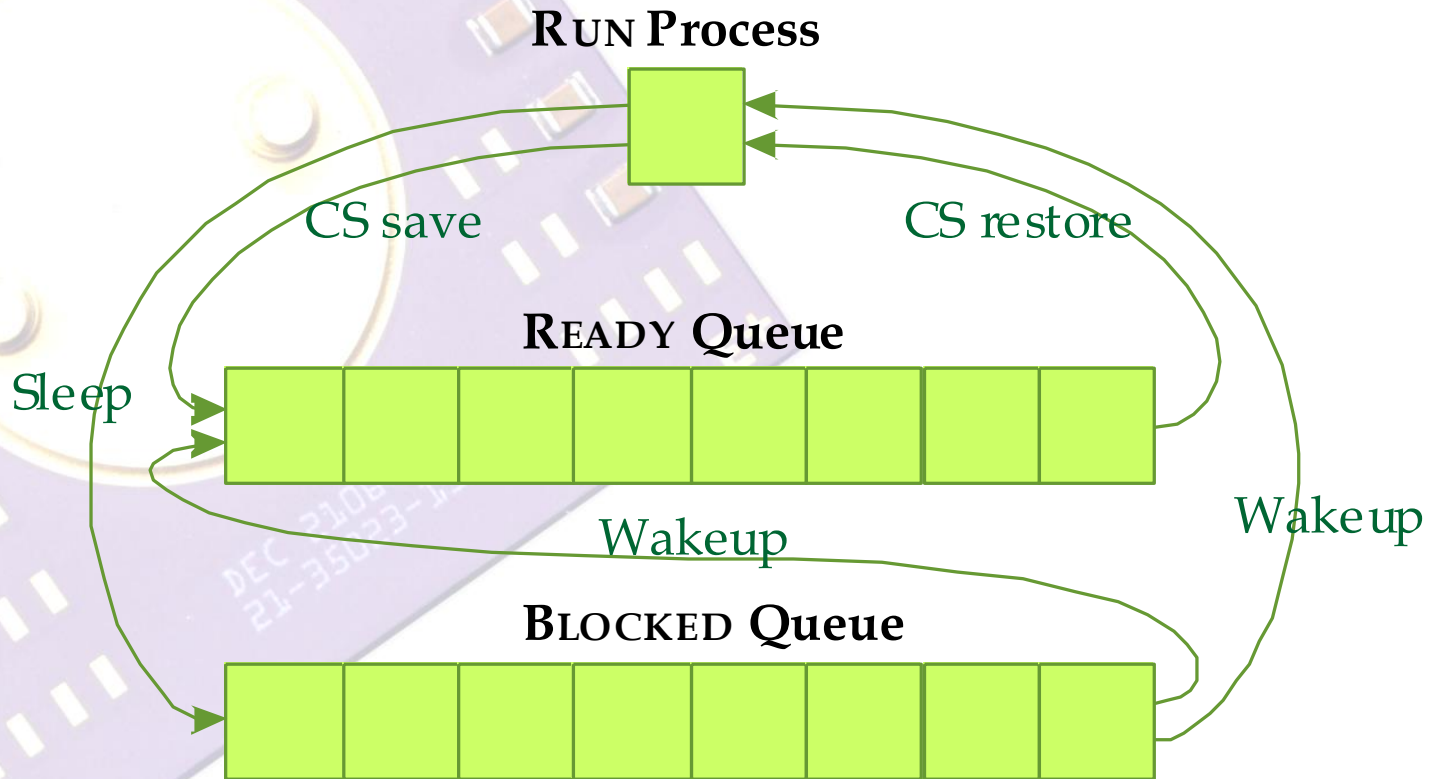 RUN Process
CS save
CS restore
READY Queue
Sleep
Wakeup
Wakeup
BLOCKED Queue